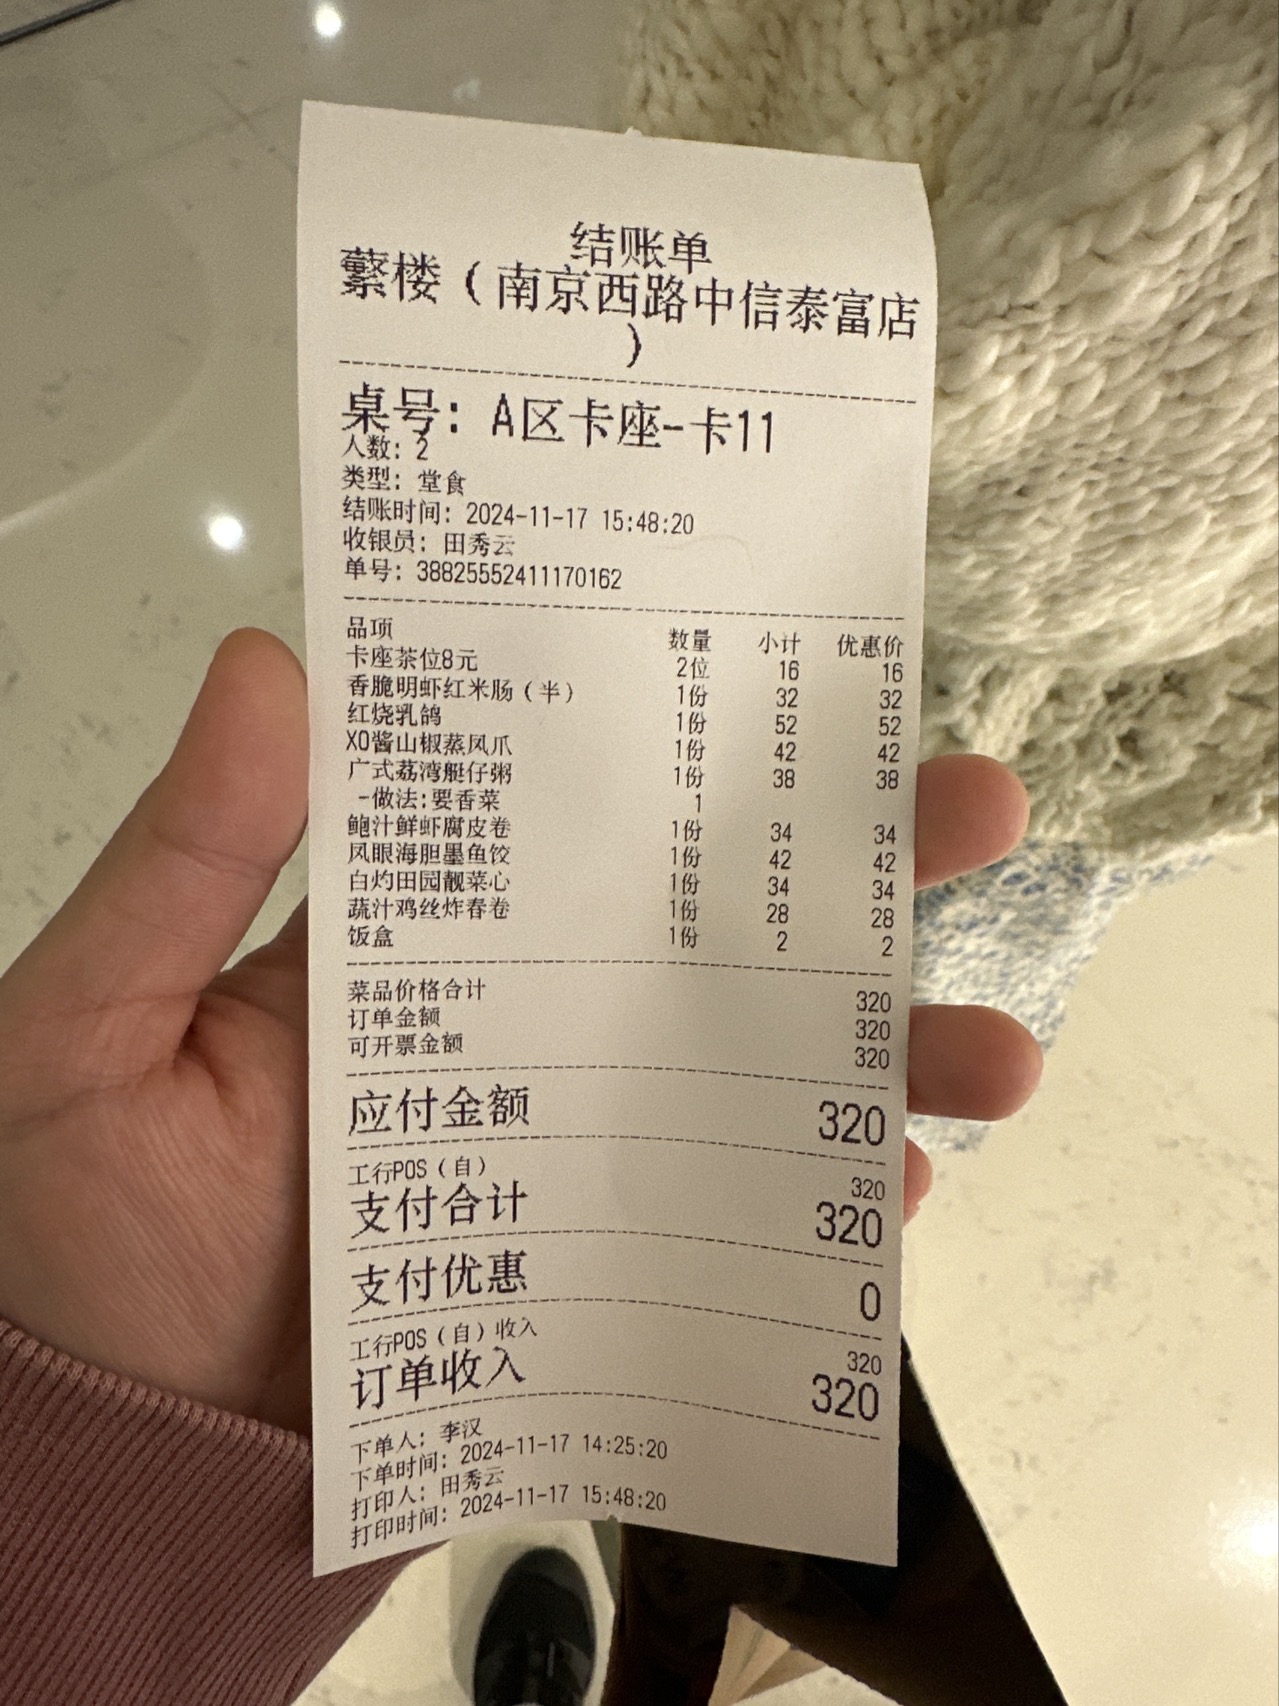 结账单
蘩楼（南京西路中信泰富店
）
桌号：A区卡座-卡11
人数：2
类型：堂食
结账时间：2024-11-17 15:48:20
收银员：田秀云
单号：38825552411170162
品项 数量 小计 优惠价
卡座茶位8元 2位 16 16
香脆明虾红米肠（半） 1份 32 32
红烧乳鸽 1份 52 52
XO酱山椒蒸凤爪 1份 42 42
广式荔湾艇仔粥 1份 38 38
-做法:要香菜 1
鲍汁鲜虾腐皮卷 1份 34 34
凤眼海胆墨鱼饺 1份 42 42
白灼田园靓菜心 1份 34 34
蔬汁鸡丝炸春卷 1份 28 28
饭盒 1份 2 2
菜品价格合计 320
订单金额 320
可开票金额 320
应付金额 320
工行POS（自） 320
支付合计 320
支付优惠 0
工行POS（自）收入 320
订单收入 320
下单人：李汉
下单时间：2024-11-17 14:25:20
打印人：田秀云
打印时间：2024-11-17 15:48:20